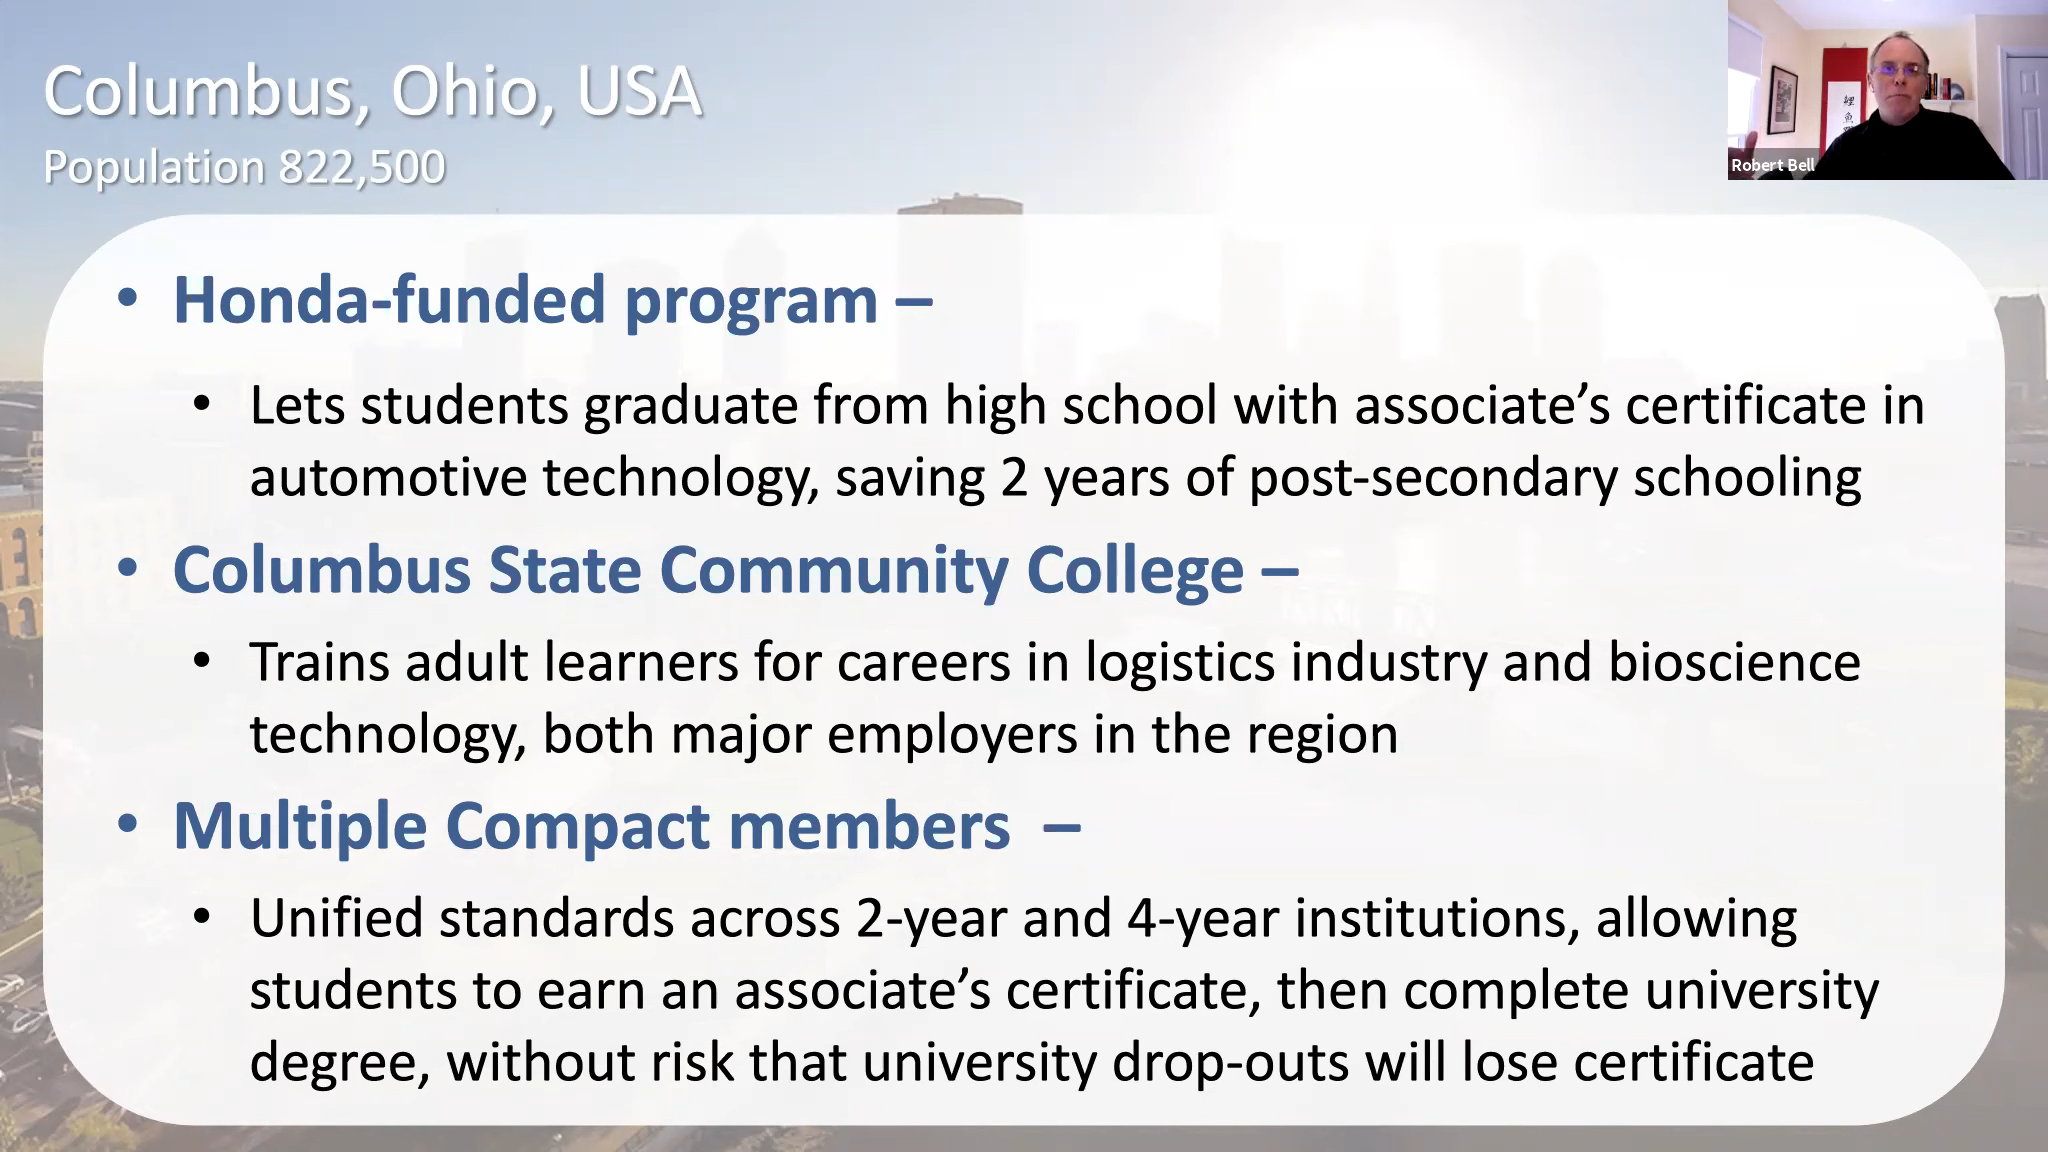 Columbus, Ohio, USA
Population 822,500
Robert Bell
鯉
魚
• Honda-funded program –
• Lets students graduate from high school with associate’s certificate in
automotive technology, saving 2 years of post-secondary schooling
• Columbus State Community College –
• Trains adult learners for careers in logistics industry and bioscience
technology, both major employers in the region
• Multiple Compact members –
• Unified standards across 2-year and 4-year institutions, allowing
students to earn an associate’s certificate, then complete university
degree, without risk that university drop-outs will lose certificate